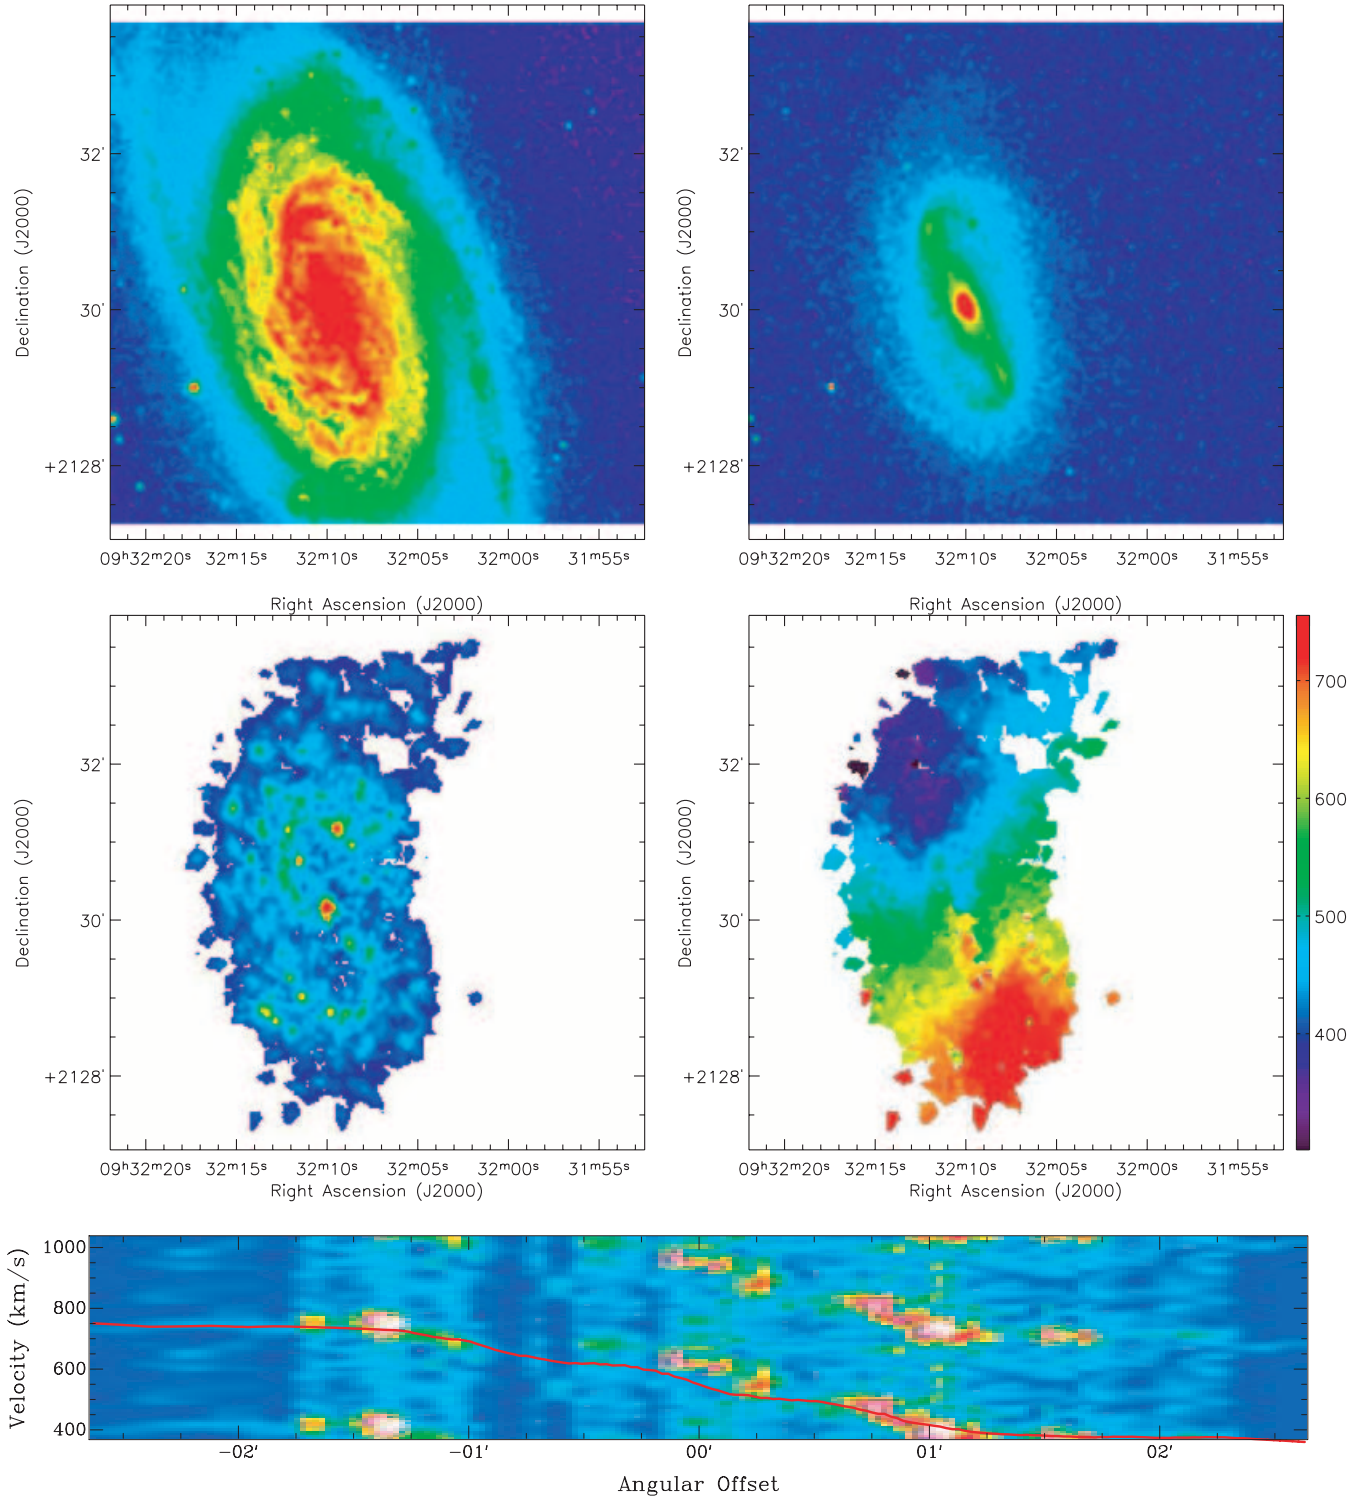 32'
30'
+2128'
Declination (J2000)
09ʰ32ᵐ20ˢ 32ᵐ15ˢ 32ᵐ10ˢ 32ᵐ05ˢ 32ᵐ00ˢ 31ᵐ55ˢ
Right Ascension (J2000)
32'
30'
+2128'
Declination (J2000)
09ʰ32ᵐ20ˢ 32ᵐ15ˢ 32ᵐ10ˢ 32ᵐ05ˢ 32ᵐ00ˢ 31ᵐ55ˢ
Right Ascension (J2000)
32'
30'
+2128'
Declination (J2000)
09ʰ32ᵐ20ˢ 32ᵐ15ˢ 32ᵐ10ˢ 32ᵐ05ˢ 32ᵐ00ˢ 31ᵐ55ˢ
Right Ascension (J2000)
32'
30'
+2128'
Declination (J2000)
09ʰ32ᵐ20ˢ 32ᵐ15ˢ 32ᵐ10ˢ 32ᵐ05ˢ 32ᵐ00ˢ 31ᵐ55ˢ
Right Ascension (J2000)
700
600
500
400
1000
800
600
400
Velocity (km/s)
−02' −01' 00' 01' 02'
Angular Offset